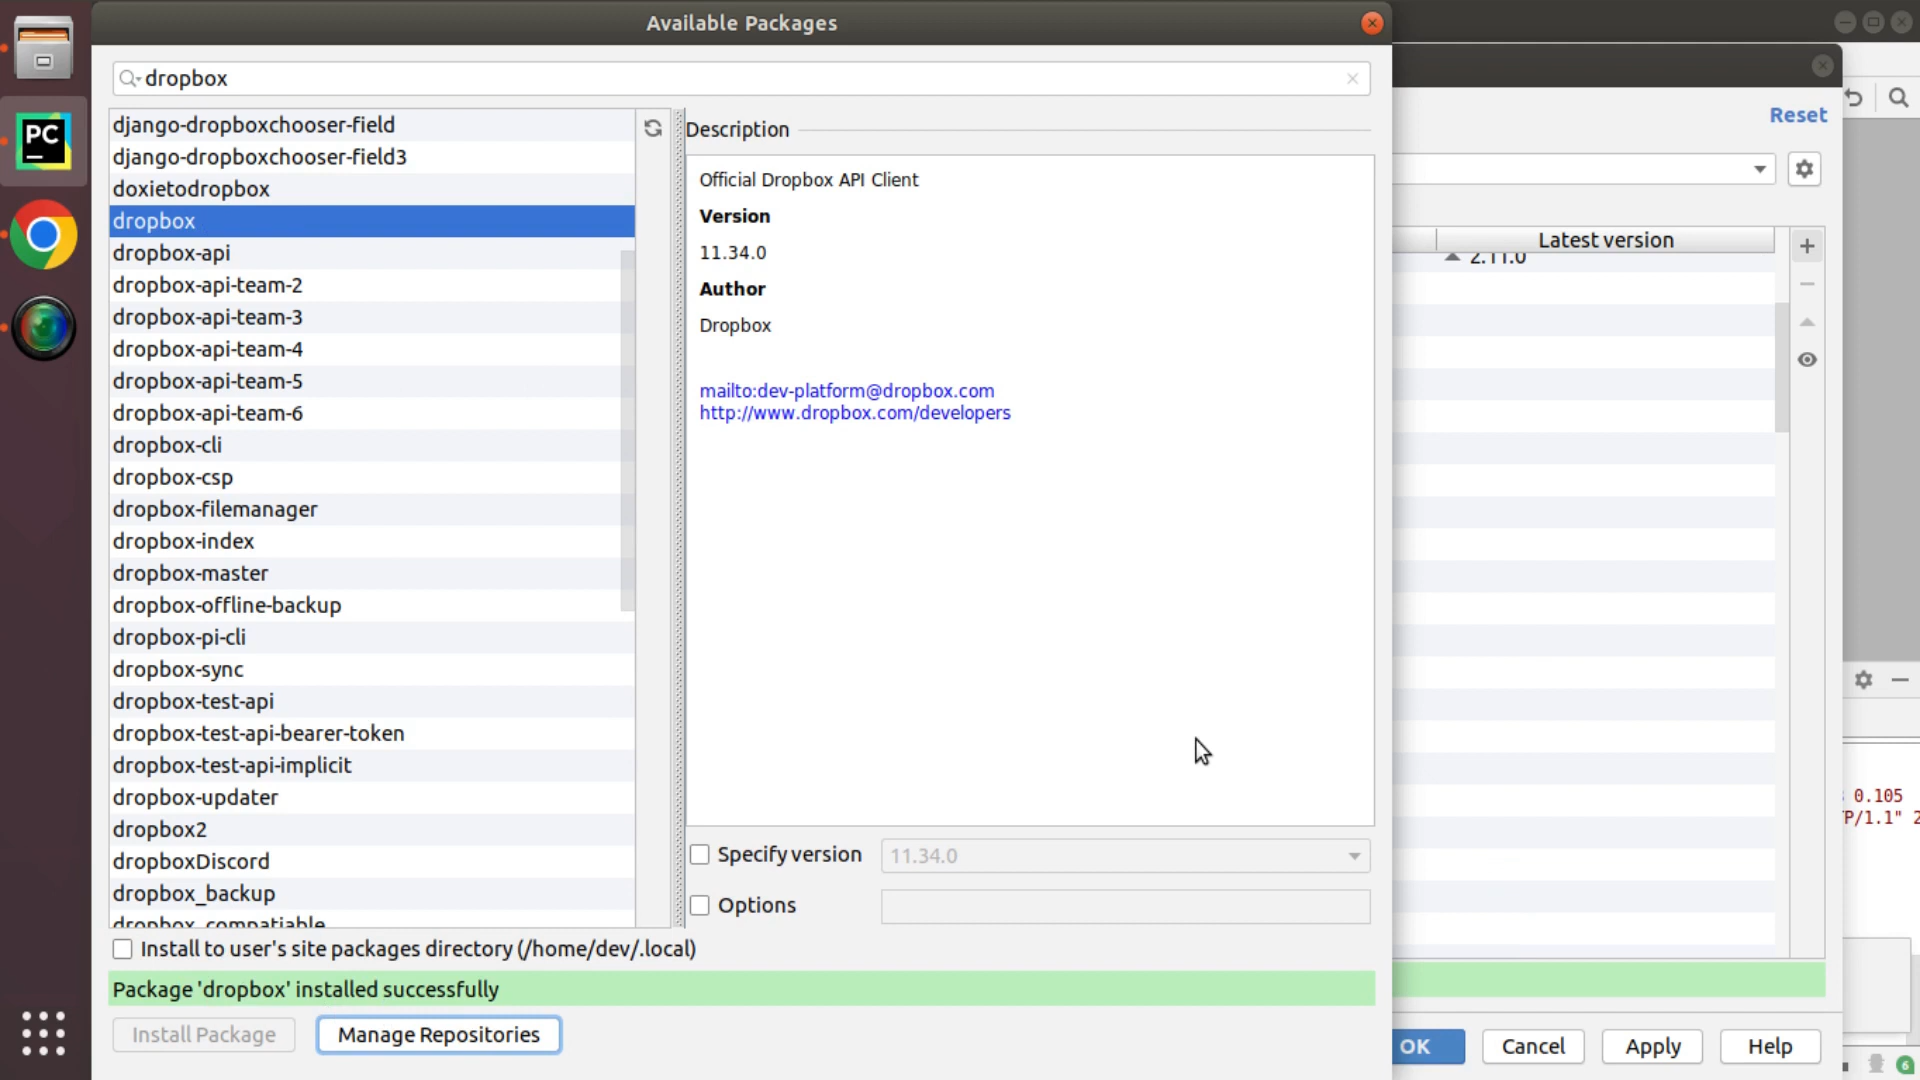 Available Packages
dropbox
django-dropboxchooser-field
django-dropboxchooser-field3
doxietodropbox
dropbox
dropbox-api
dropbox-api-team-2
dropbox-api-team-3
dropbox-api-team-4
dropbox-api-team-5
dropbox-api-team-6
dropbox-cli
dropbox-csp
dropbox-filemanager
dropbox-index
dropbox-master
dropbox-offline-backup
dropbox-pi-cli
dropbox-sync
dropbox-test-api
dropbox-test-api-bearer-token
dropbox-test-api-implicit
dropbox-updater
dropbox2
dropboxDiscord
dropbox_backup
dropbox_compatiable
Description
Official Dropbox API Client
Version
11.34.0
Author
Dropbox
mailto:dev-platform@dropbox.com
http://www.dropbox.com/developers
Specify version
11.34.0
Options
Install to user's site packages directory (/home/dev/.local)
Package 'dropbox' installed successfully
Install Package
Manage Repositories
Reset
Latest version
2.11.0
OK
Cancel
Apply
Help
PC
0.105
P/1.1" 2
6